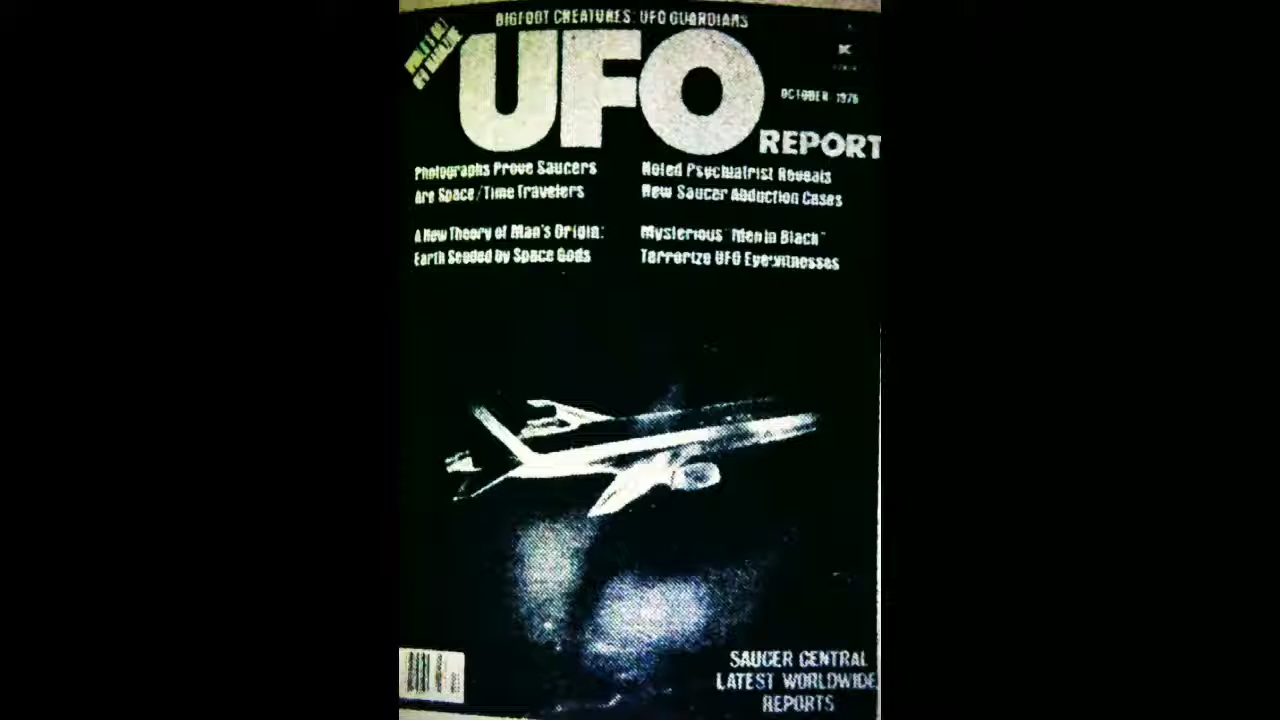 BIGFOOT CREATURES: UFO GUARDIANS
UFO
REPORT
OCTOBER 1976
Photographs Prove Saucers
Are Space/Time Travelers
Noted Psychiatrist Reveals
New Saucer Abduction Cases
A New Theory of Man's Origin:
Earth Seeded by Space Gods
Mysterious "Men in Black"
Terrorize UFO Eyewitnesses
SAUCER CENTRAL
LATEST WORLDWIDE
REPORTS